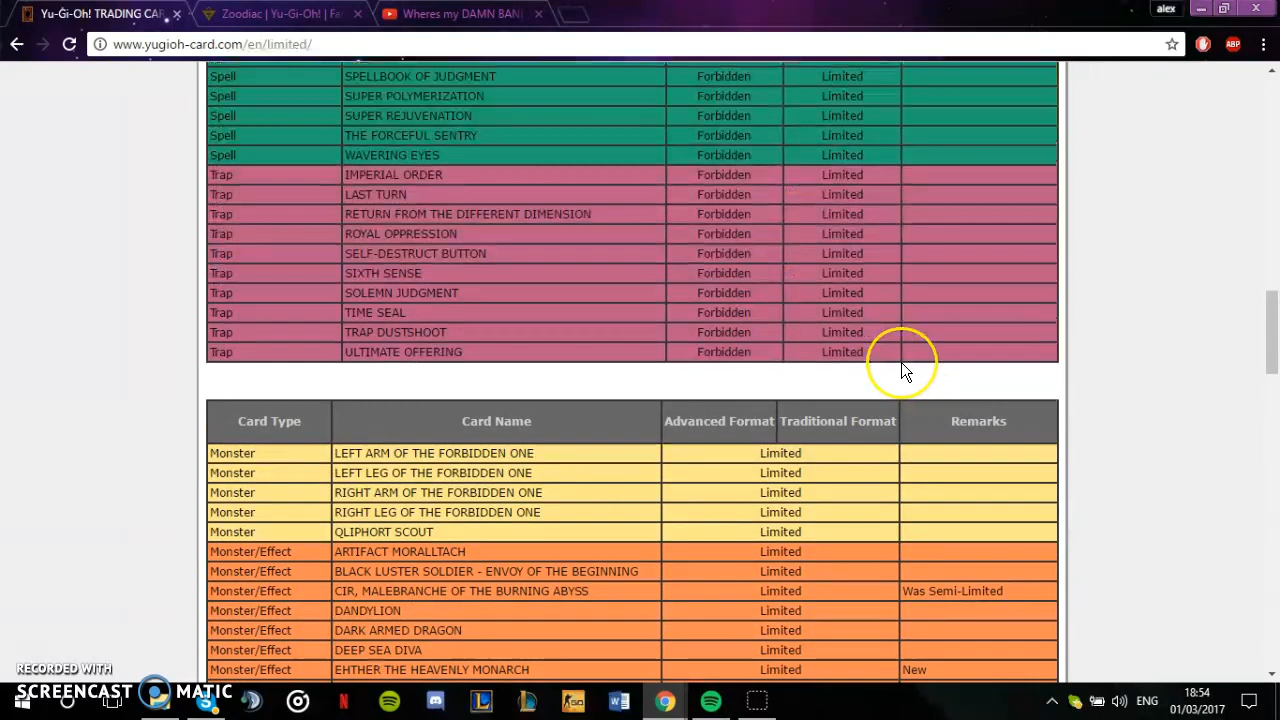 Yu-Gi-Oh! TRADING CAR
Zoodiac | Yu-Gi-Oh! | Fa
Wheres my DAMN BAN
alex
www.yugioh-card.com/en/limited/
ABP
Spell SPELLBOOK OF JUDGMENT Forbidden Limited
Spell SUPER POLYMERIZATION Forbidden Limited
Spell SUPER REJUVENATION Forbidden Limited
Spell THE FORCEFUL SENTRY Forbidden Limited
Spell WAVERING EYES Forbidden Limited
Trap IMPERIAL ORDER Forbidden Limited
Trap LAST TURN Forbidden Limited
Trap RETURN FROM THE DIFFERENT DIMENSION Forbidden Limited
Trap ROYAL OPPRESSION Forbidden Limited
Trap SELF-DESTRUCT BUTTON Forbidden Limited
Trap SIXTH SENSE Forbidden Limited
Trap SOLEMN JUDGMENT Forbidden Limited
Trap TIME SEAL Forbidden Limited
Trap TRAP DUSTSHOOT Forbidden Limited
Trap ULTIMATE OFFERING Forbidden Limited
Card Type Card Name Advanced Format Traditional Format Remarks
Monster LEFT ARM OF THE FORBIDDEN ONE Limited
Monster LEFT LEG OF THE FORBIDDEN ONE Limited
Monster RIGHT ARM OF THE FORBIDDEN ONE Limited
Monster RIGHT LEG OF THE FORBIDDEN ONE Limited
Monster QLIPHORT SCOUT Limited
Monster/Effect ARTIFACT MORALLTACH Limited
Monster/Effect BLACK LUSTER SOLDIER - ENVOY OF THE BEGINNING Limited
Monster/Effect CIR, MALEBRANCHE OF THE BURNING ABYSS Limited Was Semi-Limited
Monster/Effect DANDYLION Limited
Monster/Effect DARK ARMED DRAGON Limited
Monster/Effect DEEP SEA DIVA Limited
Monster/Effect EHTHER THE HEAVENLY MONARCH Limited New
RECORDED WITH
SCREENCAST MATIC
ENG
18:54
01/03/2017